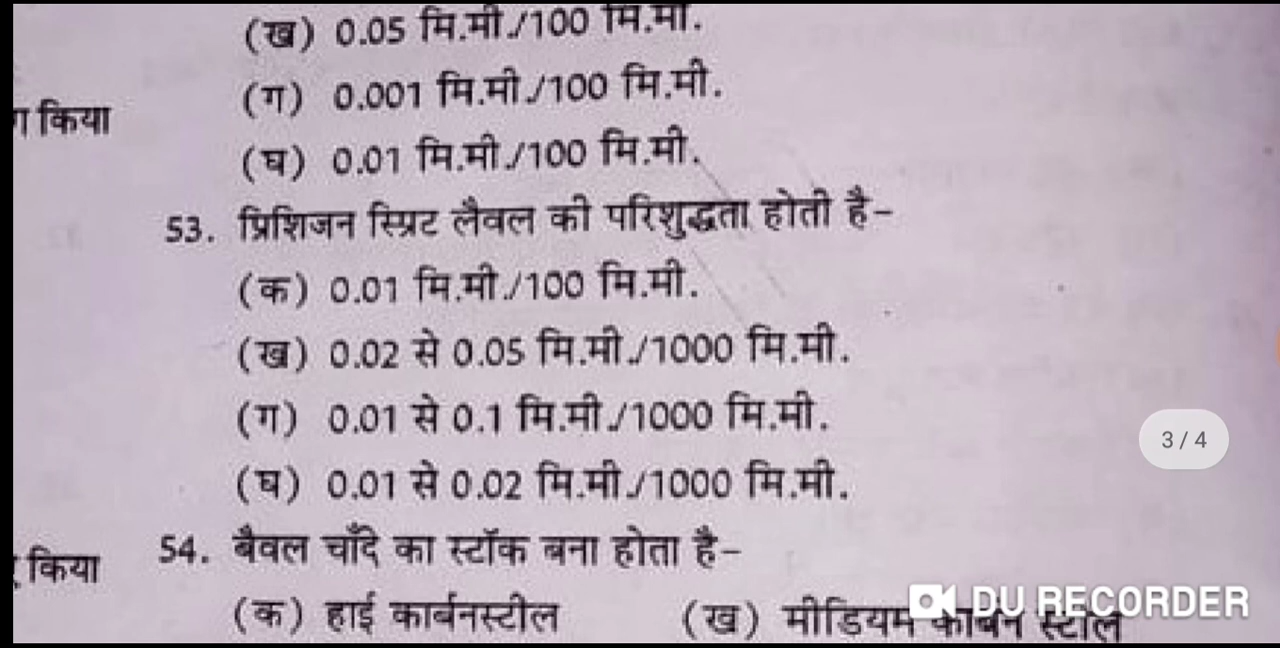 (ख) 0.05 मि.मी./100 मि.मी.
(ग) 0.001 मि.मी./100 मि.मी.
ग किया
(घ) 0.01 मि.मी./100 मि.मी.
53. प्रिशिजन स्प्रिट लैवल की परिशुद्धता होती है–
(क) 0.01 मि.मी./100 मि.मी.
(ख) 0.02 से 0.05 मि.मी./1000 मि.मी.
(ग) 0.01 से 0.1 मि.मी./1000 मि.मी.
3 / 4
(घ) 0.01 से 0.02 मि.मी./1000 मि.मी.
54. बैवल चाँदे का स्टॉक बना होता है–
किया
(क) हाई कार्बनस्टील (ख) मीडियम कार्बन स्टील
DU RECORDER